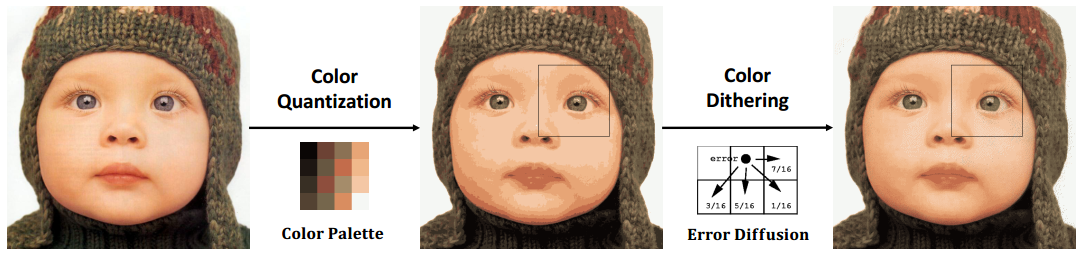 Color
Quantization
Color Palette
Color
Dithering
error
7/16
3/16 5/16 1/16
Error Diffusion